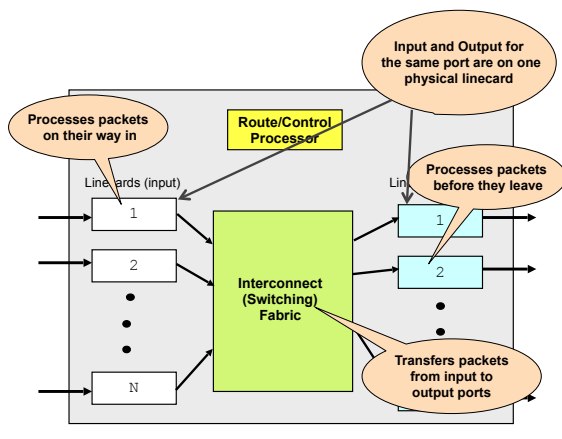 Input and Output for
the same port are on one
physical linecard
Processes packets
on their way in
Route/Control
Processor
(input)
Processes packets
before they leave
1
1
2
2
Interconnect
(Switching)
Fabric
Transfers packets
from input to
output ports
N